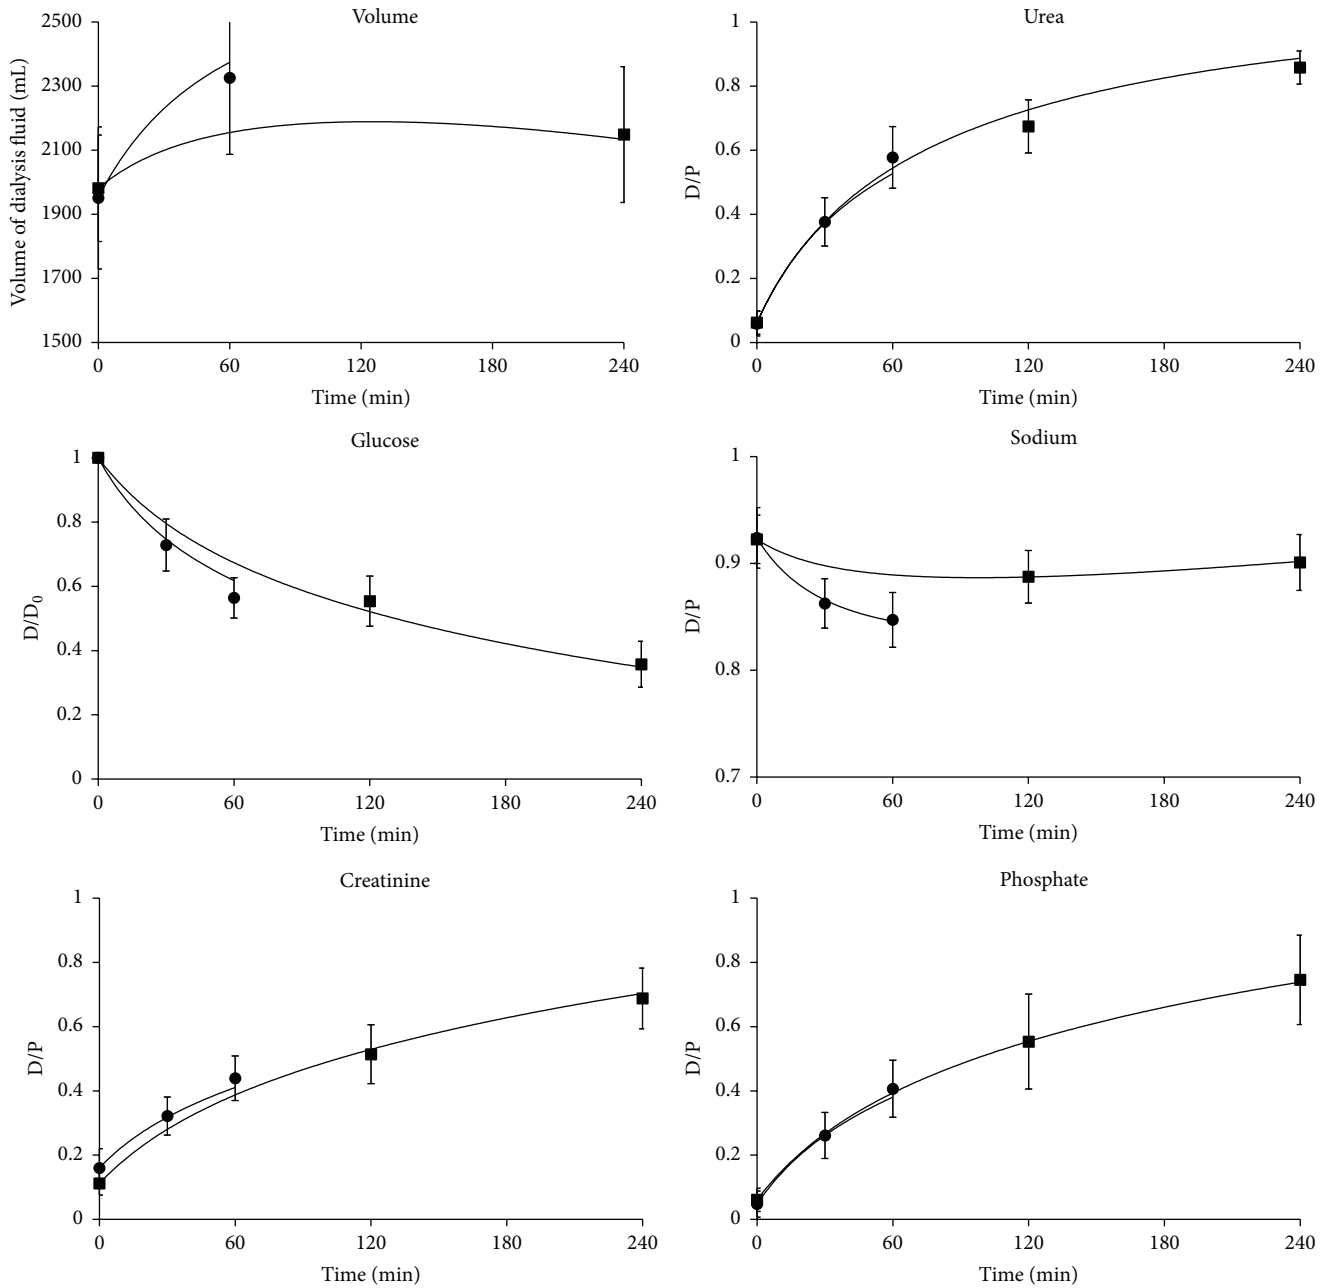 Volume
Volume of dialysis fluid (mL)
2500
2300
2100
1900
1700
1500
0 60 120 180 240
Time (min)
Urea
D/P
1
0.8
0.6
0.4
0.2
0
0 60 120 180 240
Time (min)
Glucose
D/D₀
1
0.8
0.6
0.4
0.2
0
0 60 120 180 240
Time (min)
Sodium
D/P
1
0.9
0.8
0.7
0 60 120 180 240
Time (min)
Creatinine
D/P
1
0.8
0.6
0.4
0.2
0
0 60 120 180 240
Time (min)
Phosphate
D/P
1
0.8
0.6
0.4
0.2
0
0 60 120 180 240
Time (min)